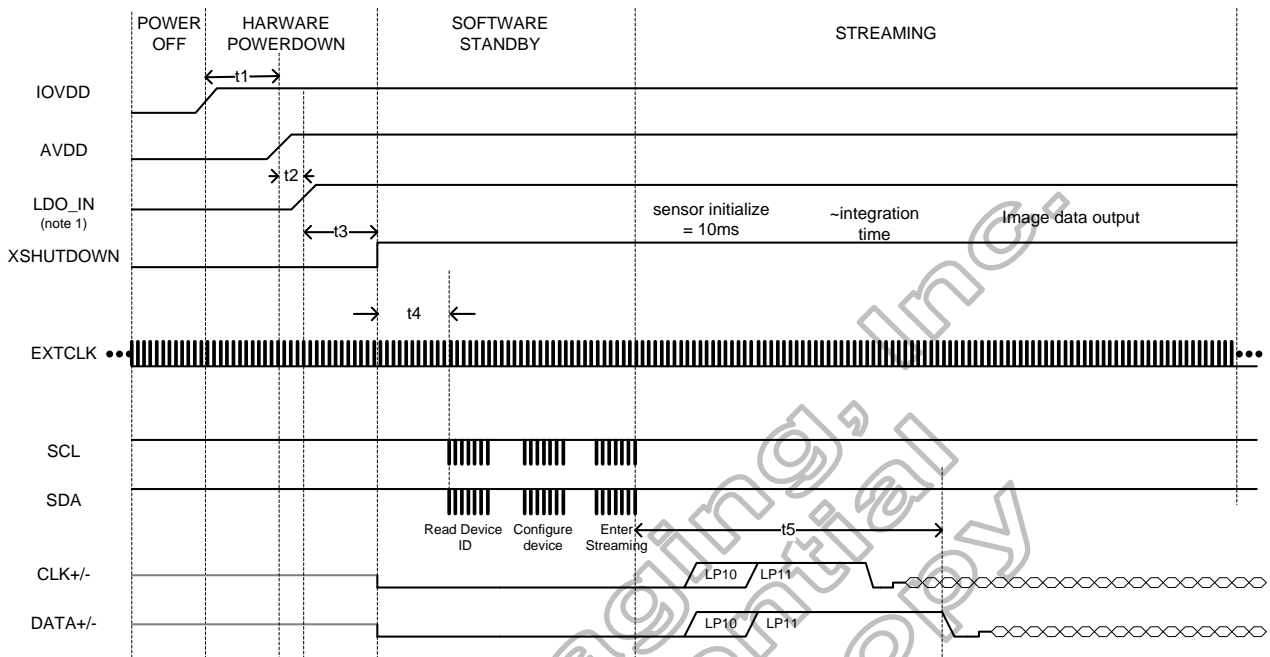 POWER OFF
HARWARE POWERDOWN
SOFTWARE STANDBY
STREAMING
IOVDD
t1
AVDD
t2
LDO_IN
(note 1)
t3
sensor initialize
= 10ms
~integration
time
Image data output
XSHUTDOWN
t4
EXTCLK
SCL
SDA
Read Device
ID
Configure
device
Enter
Streaming
t5
CLK+/-
LP10
LP11
DATA+/-
LP10
LP11
Inc.